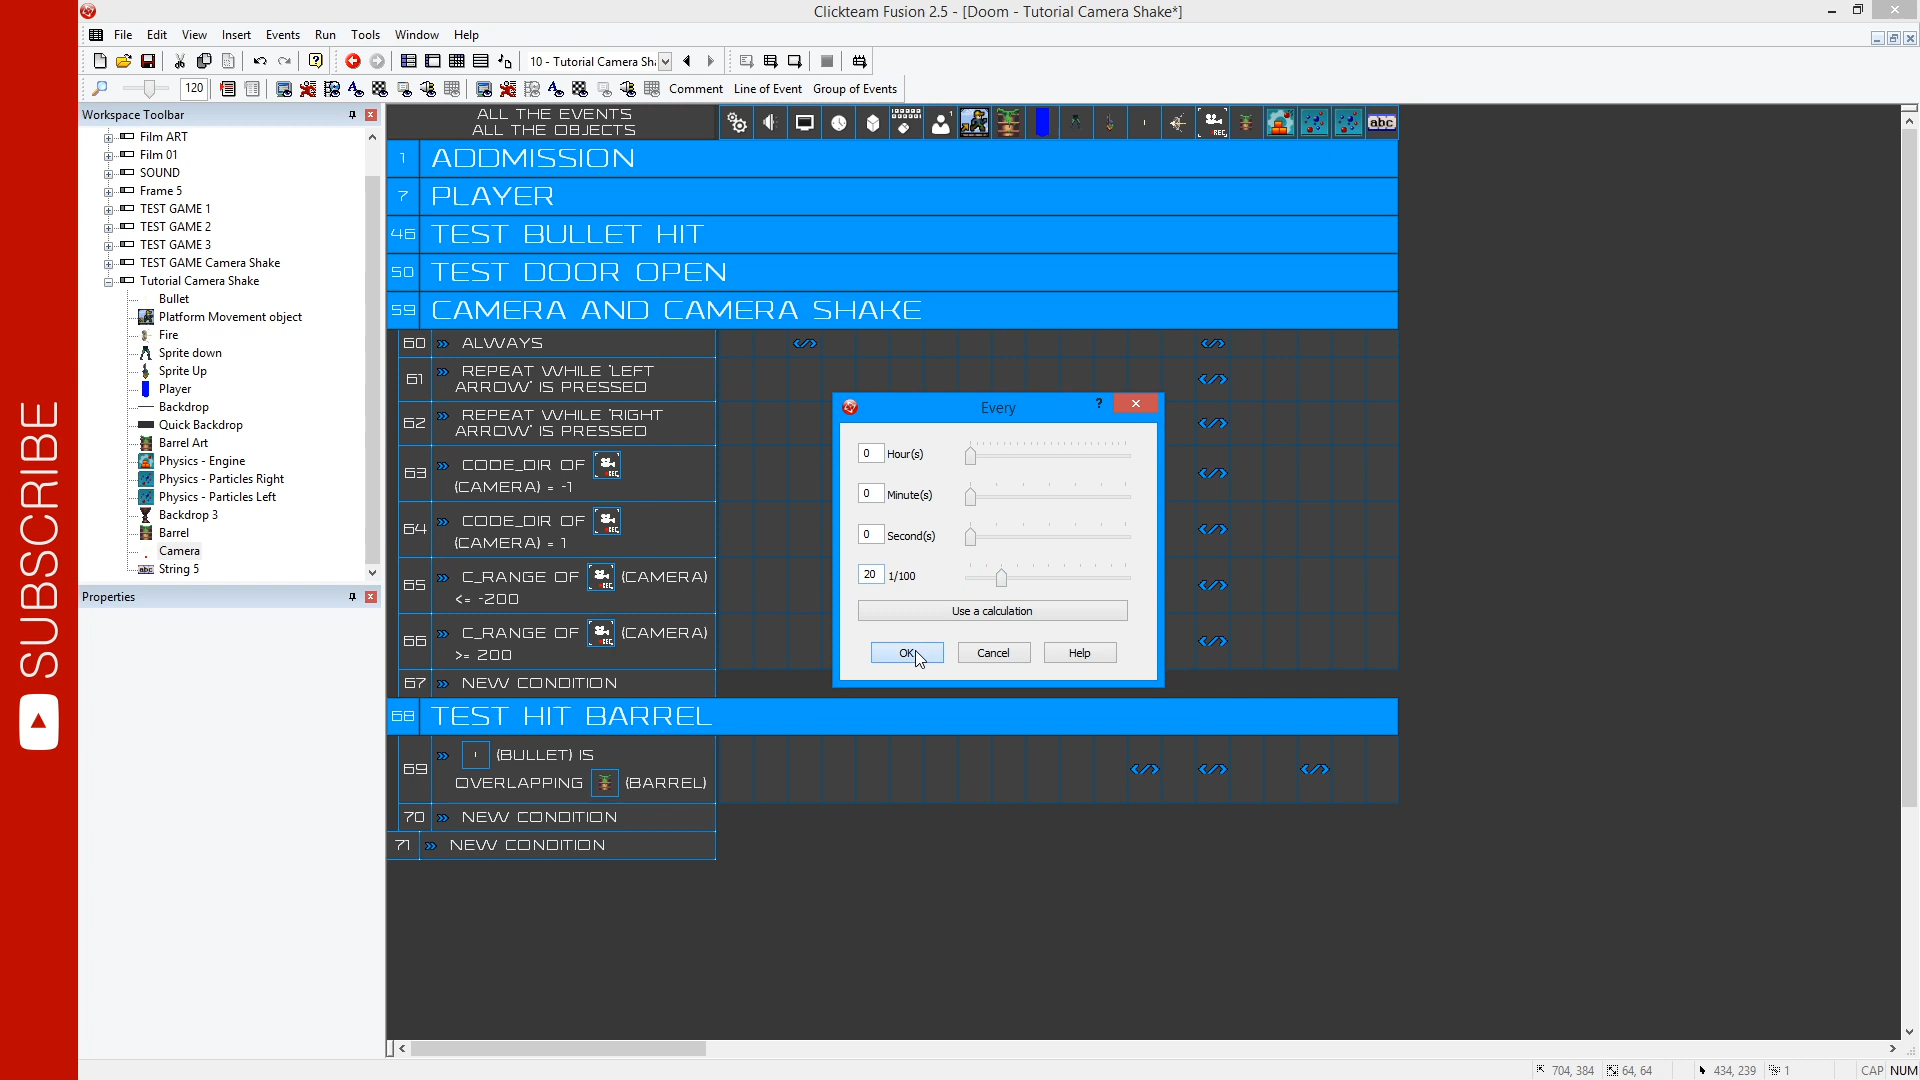 Clickteam Fusion 2.5 - [Doom - Tutorial Camera Shake*]
File Edit View Insert Events Run Tools Window Help
10 - Tutorial Camera Sh
120
Comment Line of Event Group of Events
Workspace Toolbar
Film ART
Film 01
SOUND
Frame 5
TEST GAME 1
TEST GAME 2
TEST GAME 3
TEST GAME Camera Shake
Tutorial Camera Shake
Bullet
Platform Movement object
Fire
Sprite down
Sprite Up
Player
Backdrop
Quick Backdrop
Barrel Art
Physics - Engine
Physics - Particles Right
Physics - Particles Left
Backdrop 3
Barrel
Camera
abc String 5
Properties
SUBSCRIBE
ALL THE EVENTS
ALL THE OBJECTS
1
REC
abc
1 ADDMISSION
7 PLAYER
46 TEST BULLET HIT
50 TEST DOOR OPEN
59 CAMERA AND CAMERA SHAKE
60 ALWAYS
61 REPEAT WHILE 'LEFT
ARROW' IS PRESSED
62 REPEAT WHILE 'RIGHT
ARROW' IS PRESSED
63 CODE_DIR OF REC
(CAMERA) = -1
64 CODE_DIR OF REC
(CAMERA) = 1
65 C_RANGE OF REC (CAMERA)
<= -200
66 C_RANGE OF REC (CAMERA)
>= 200
67 NEW CONDITION
68 TEST HIT BARREL
69 (BULLET) IS
OVERLAPPING (BARREL)
70 NEW CONDITION
71 NEW CONDITION
Every
?
0 Hour(s)
0 Minute(s)
0 Second(s)
20 1/100
Use a calculation
OK Cancel Help
704, 384 64, 64 434, 239 1 CAP NUM